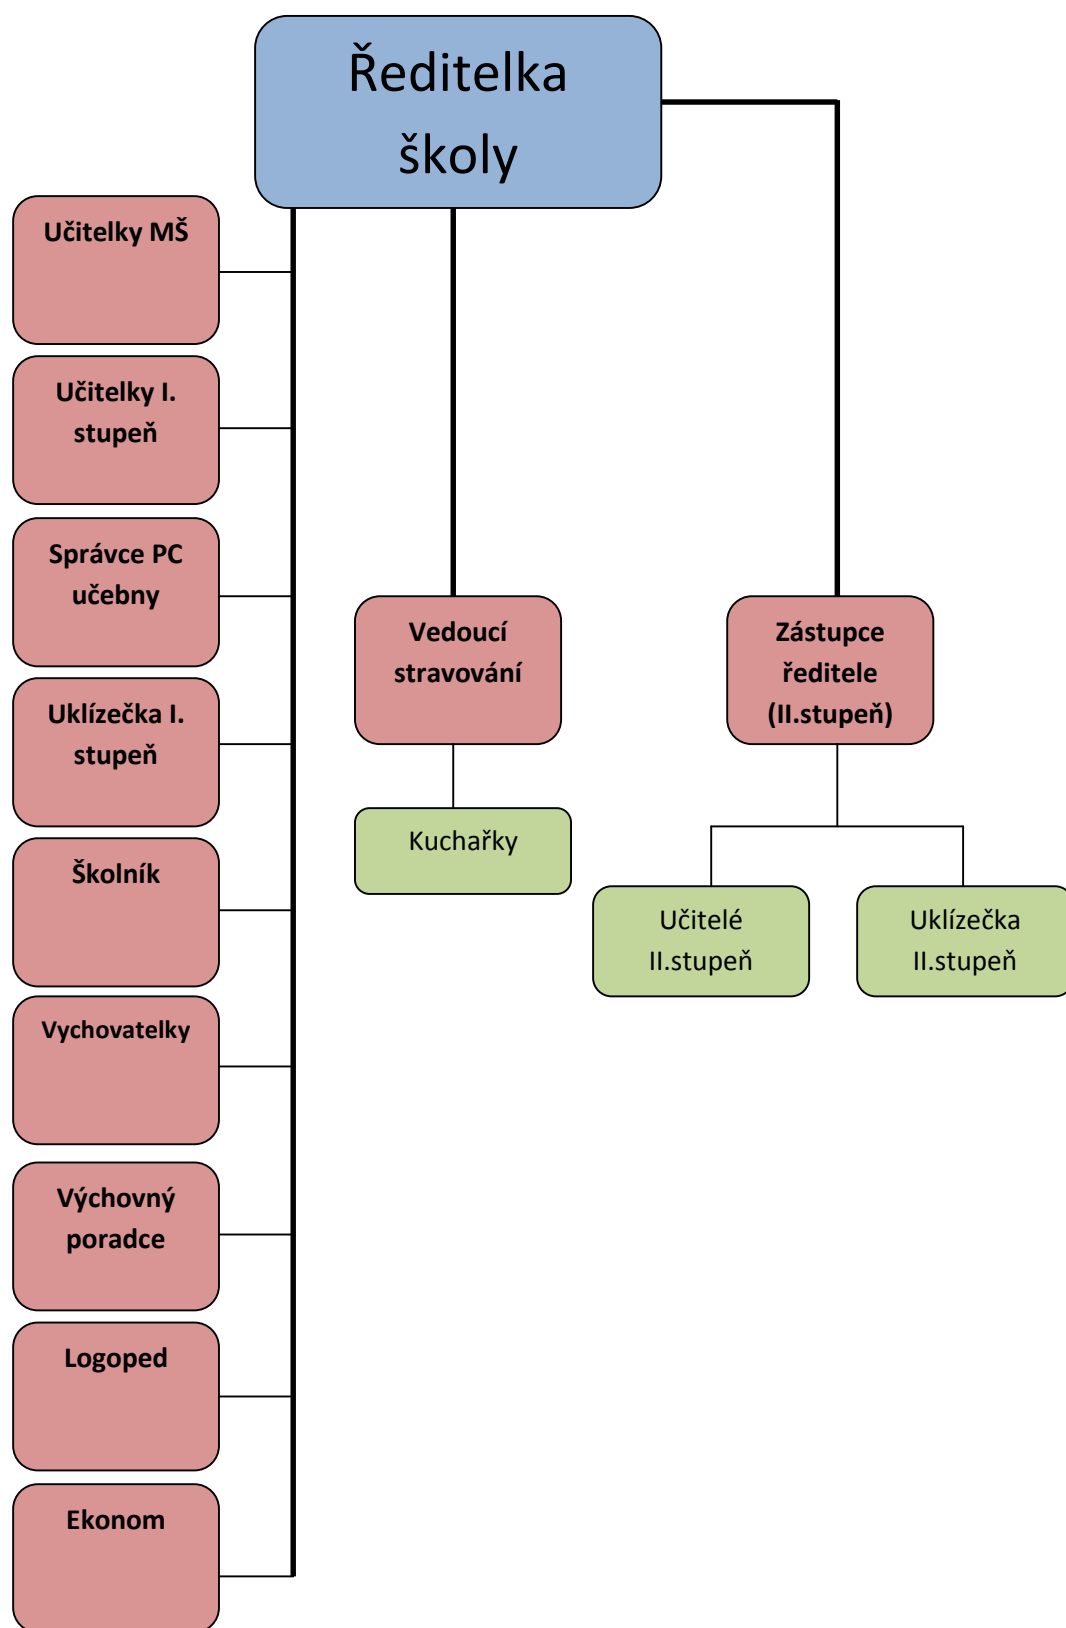 Ředitelka
školy
Učitelky MŠ
Učitelky I.
stupeň
Správce PC
učebny
Uklízečka I.
stupeň
Školník
Vychovatelky
Výchovný
poradce
Logoped
Ekonom
Vedoucí
stravování
Kuchařky
Zástupce
ředitele
(II.stupeň)
Učitelé
II.stupeň
Uklízečka
II.stupeň